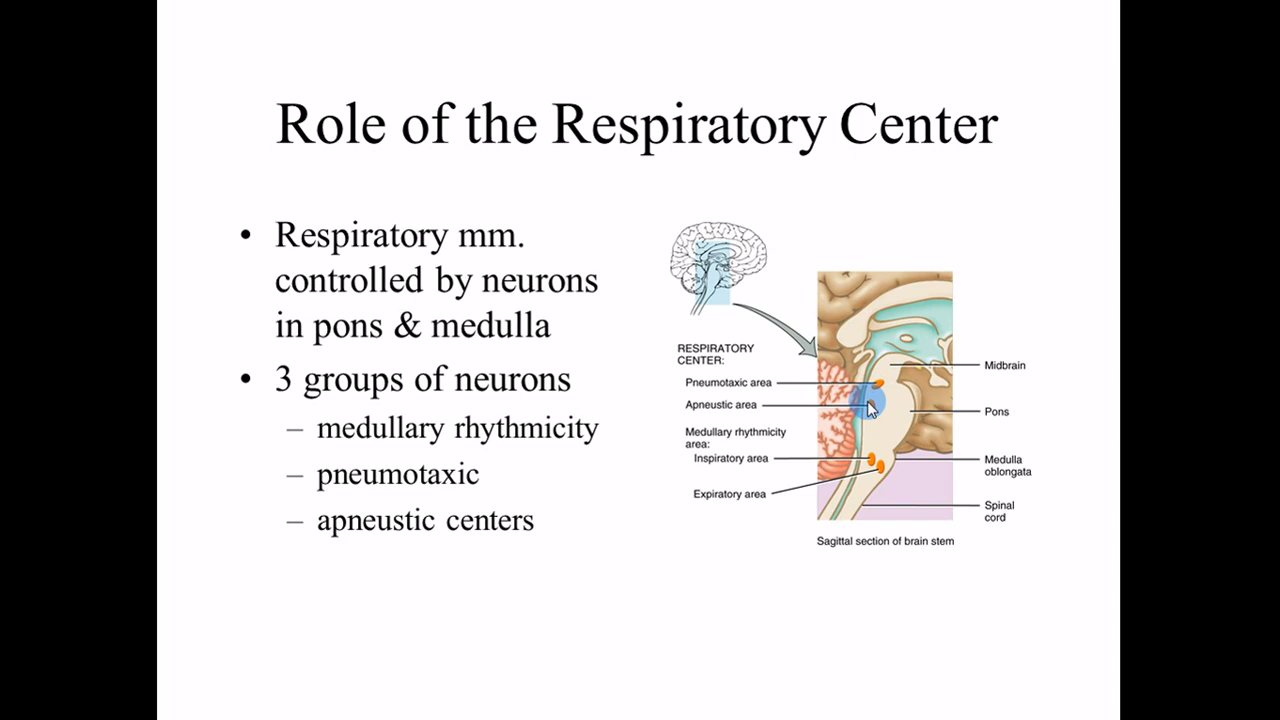 Role of the Respiratory Center
• Respiratory mm.
controlled by neurons
in pons & medulla
• 3 groups of neurons
– medullary rhythmicity
– pneumotaxic
– apneustic centers
RESPIRATORY
CENTER:
Pneumotaxic area
Apneustic area
Medullary rhythmicity
area:
Inspiratory area
Expiratory area
Midbrain
Pons
Medulla
oblongata
Spinal
cord
Sagittal section of brain stem